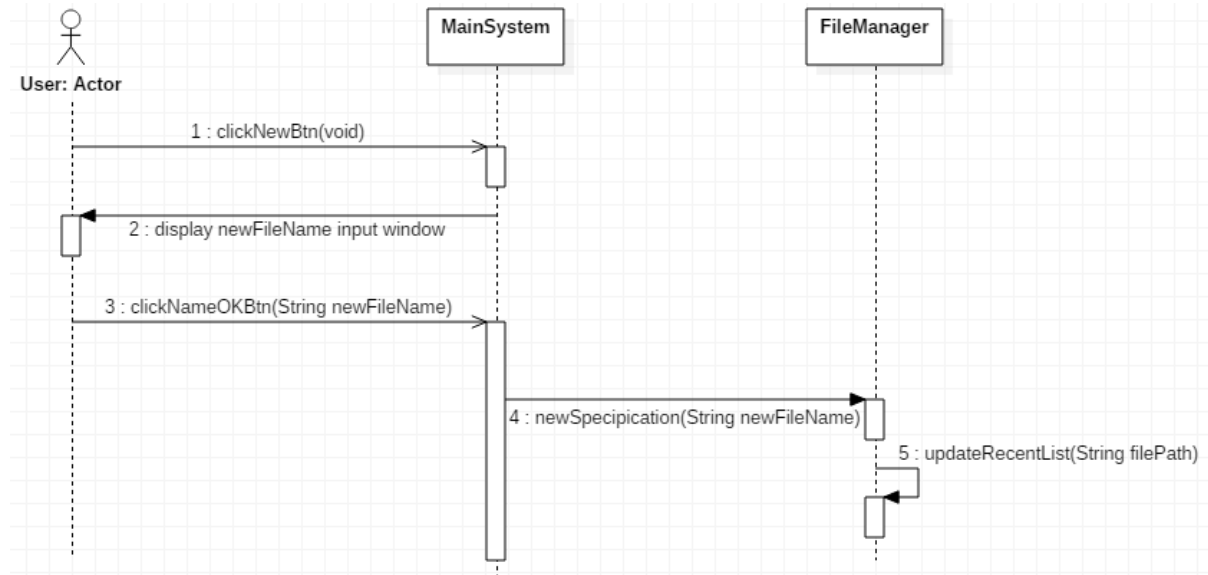 MainSystem
FileManager
User: Actor
1 : clickNewBtn(void)
2 : display newFileName input window
3 : clickNameOKBtn(String newFileName)
4 : newSpecipication(String newFileName)
5 : updateRecentList(String filePath)